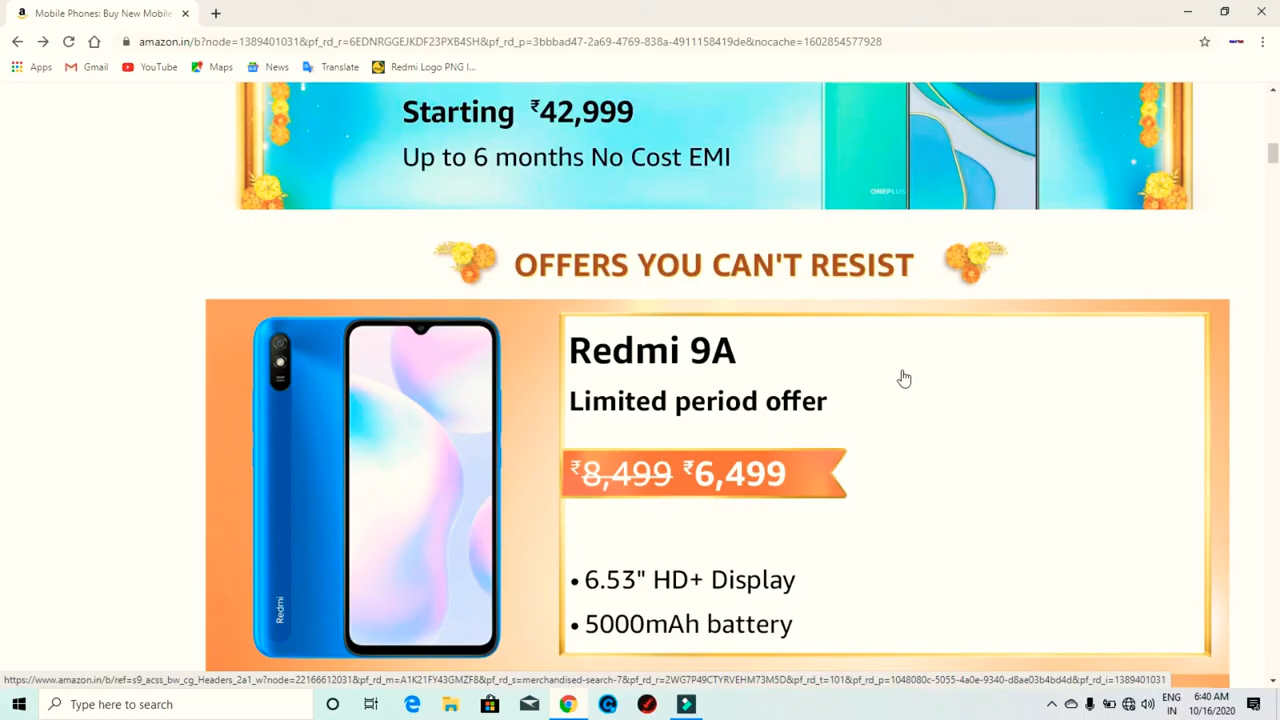 Mobile Phones: Buy New Mobile
amazon.in/b?node=1389401031&pf_rd_r=6EDNRGGEJKDF23PXB4SH&pf_rd_p=3bbbad47-2a69-4769-838a-4911158419de&nocache=1602854577928
Apps Gmail YouTube Maps News Translate Redmi Logo PNG I...
Starting ₹42,999
Up to 6 months No Cost EMI
ONEPLUS
OFFERS YOU CAN'T RESIST
Redmi 9A
Limited period offer
₹8,499 ₹6,499
• 6.53" HD+ Display
• 5000mAh battery
Redmi
https://www.amazon.in/b/ref=s9_acss_bw_cg_Headers_2a1_w?node=22166612031&pf_rd_m=A1K21FY43GMZF8&pf_rd_s=merchandised-search-7&pf_rd_r=2WG7P49CTYRVEHM73M5D&pf_rd_t=101&pf_rd_p=1048080c-5055-4a0e-9340-d8ae03b4bd4d&pf_rd_i=1389401031
Type here to search
ENG
IN
6:40 AM
10/16/2020